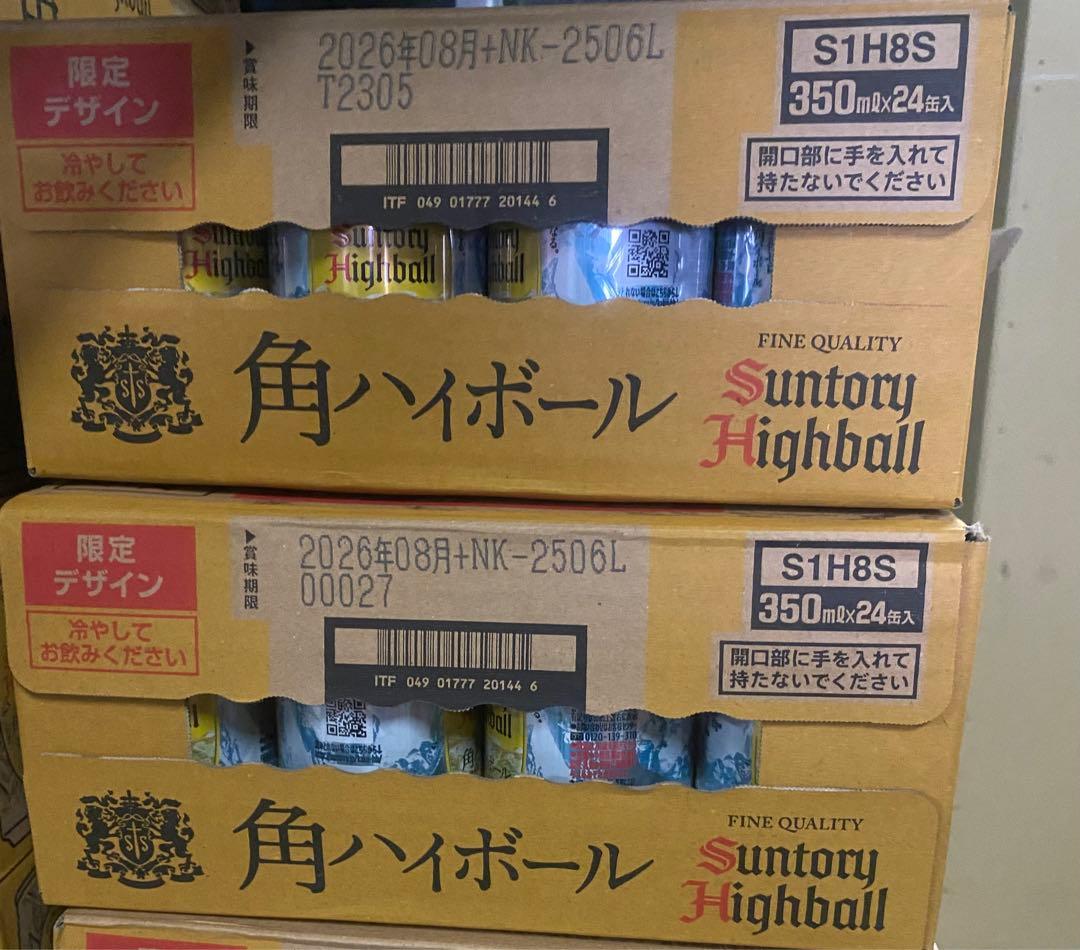 限定
デザイン
冷やして
お飲みください
▶賞味期限
2026年08月+NK-2506L
T2305
S1H8S
350ml×24缶入
開口部に手を入れて
持たないでください
ITF 049 01777 20144 6
Suntory
Highball
Suntory
Highball
角ハイボール
FINE QUALITY
Suntory
Highball
限定
デザイン
冷やして
お飲みください
▶賞味期限
2026年08月+NK-2506L
00027
S1H8S
350ml×24缶入
開口部に手を入れて
持たないでください
ITF 049 01777 20144 6
0120-139-310
角ハイボール
FINE QUALITY
Suntory
Highball